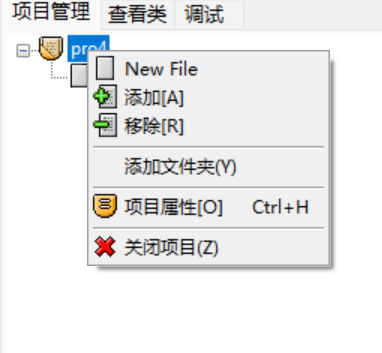 项目管理 查看类 调试
pro4
New File
添加[A]
移除[R]
添加文件夹(Y)
项目属性[O] Ctrl+H
关闭项目(Z)